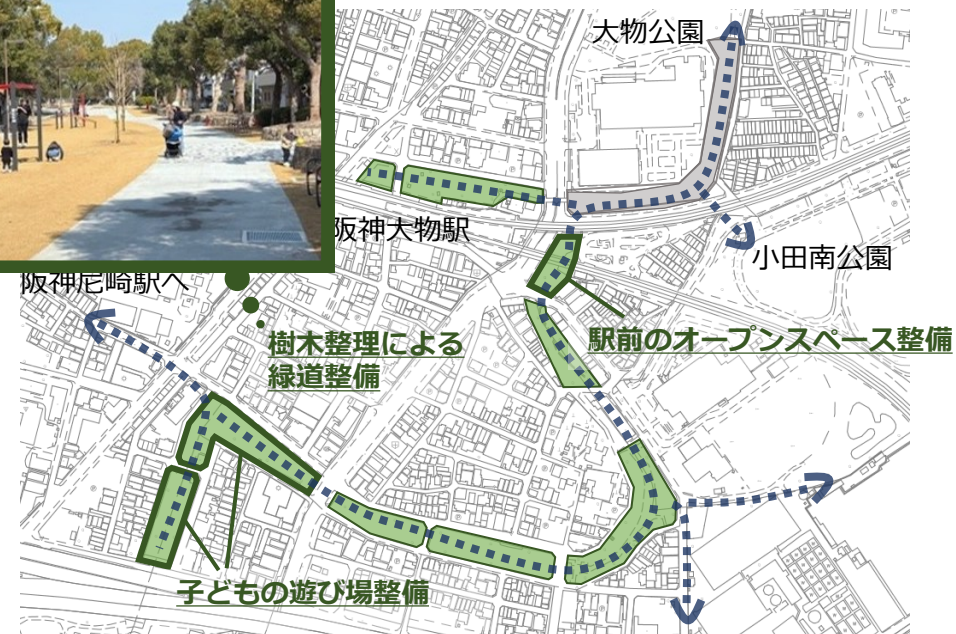 大物公園
阪神大物駅
小田南公園
阪神尼崎駅へ
樹木整理による
緑道整備
駅前のオープンスペース整備
子どもの遊び場整備